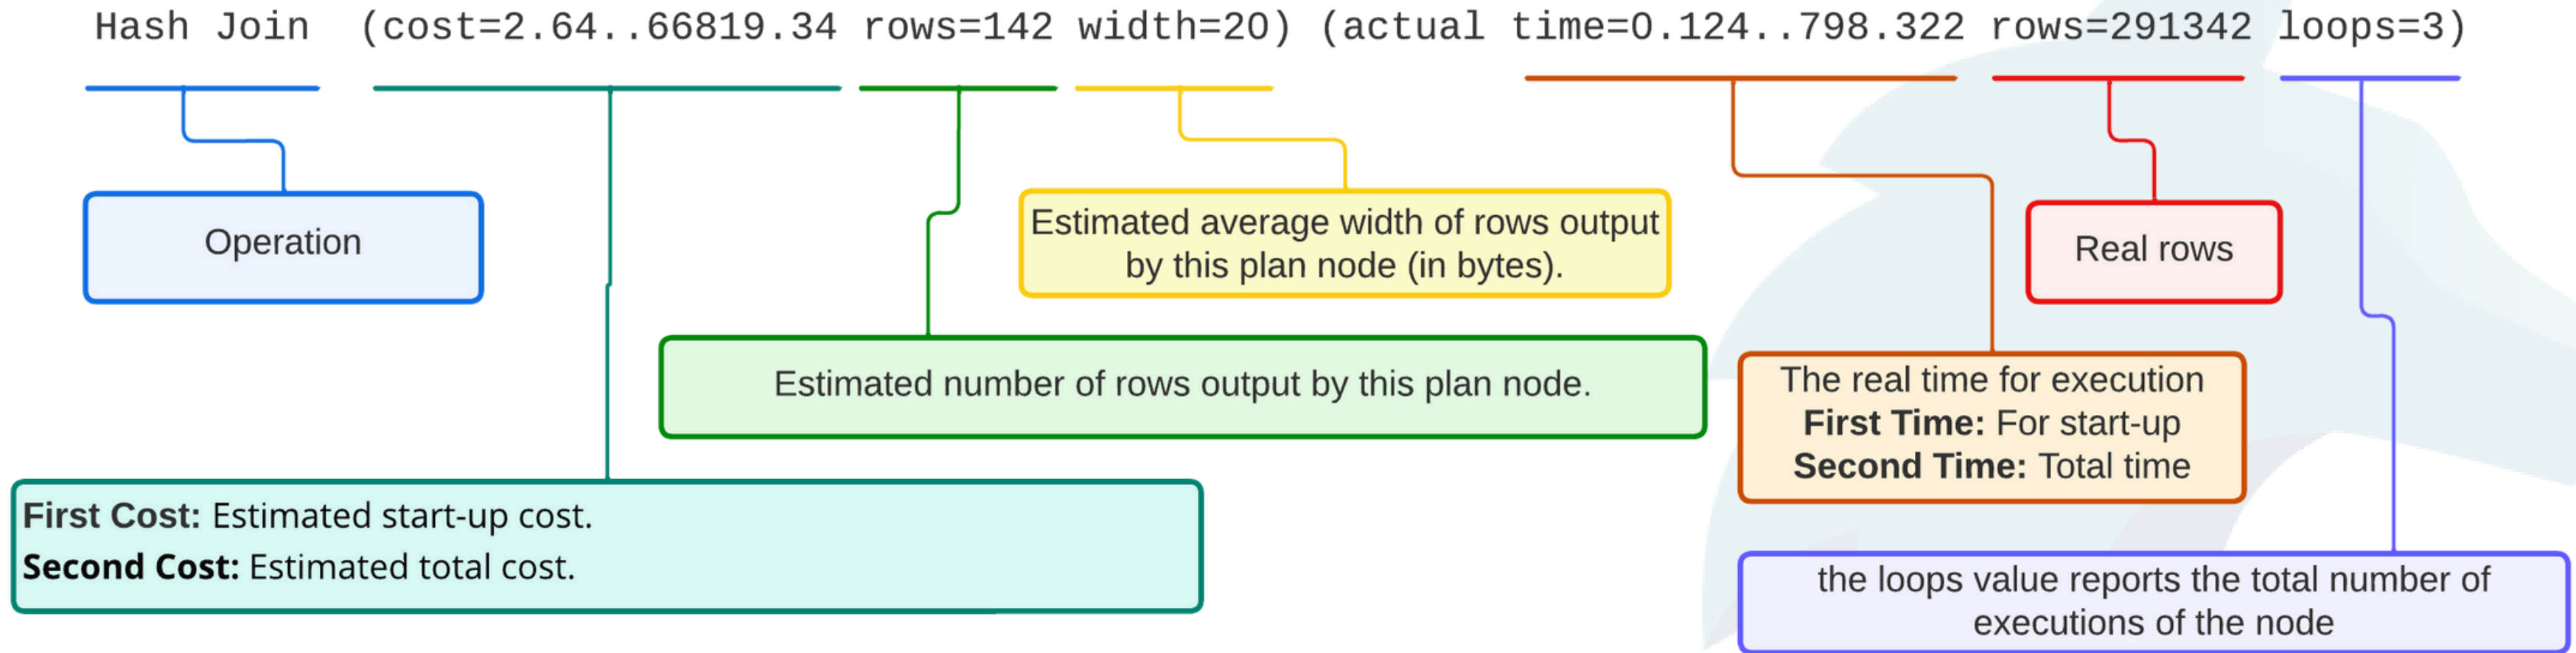 Hash Join  (cost=2.64..66819.34 rows=142 width=20) (actual time=0.124..798.322 rows=291342 loops=3)
Operation
Estimated average width of rows output
by this plan node (in bytes).
Real rows
Estimated number of rows output by this plan node.
The real time for execution
First Time: For start-up
Second Time: Total time
First Cost: Estimated start-up cost.
Second Cost: Estimated total cost.
the loops value reports the total number of
executions of the node